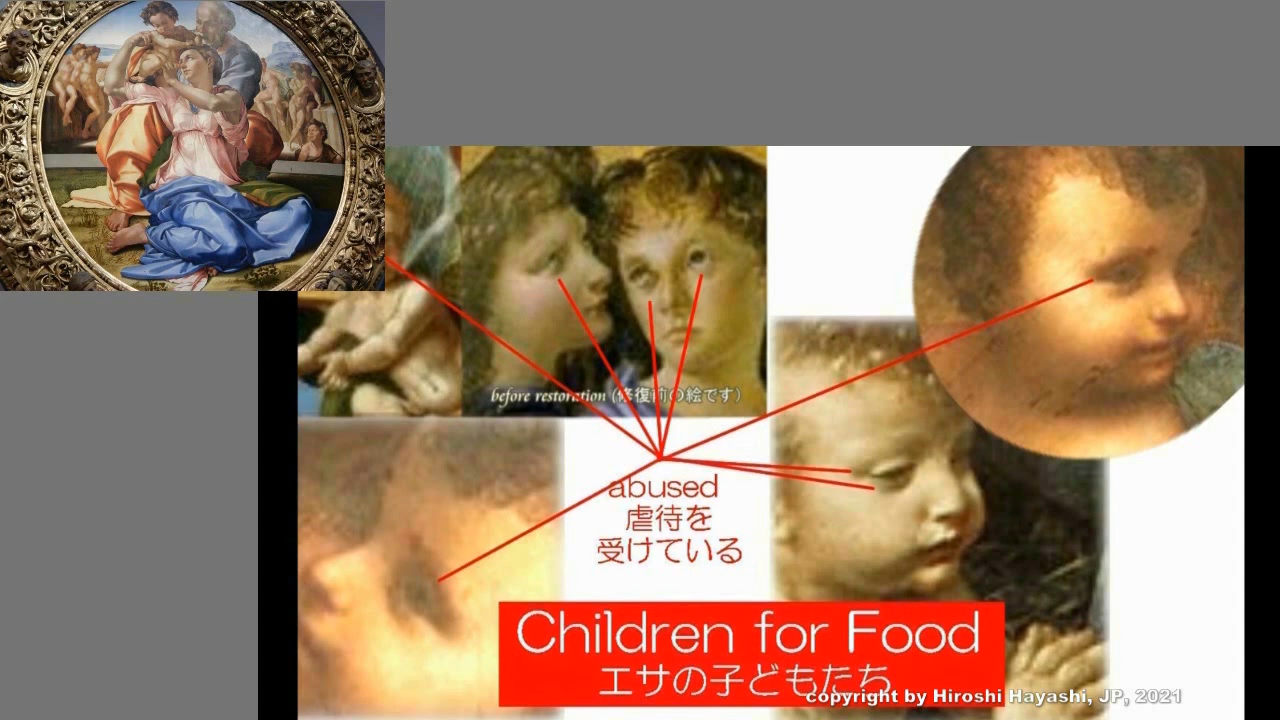 before restoration (修復前の絵です)
abused
虐待を
受けている
Children for Food
エサの子どもたち
copyright by Hiroshi Hayashi, JP, 2021